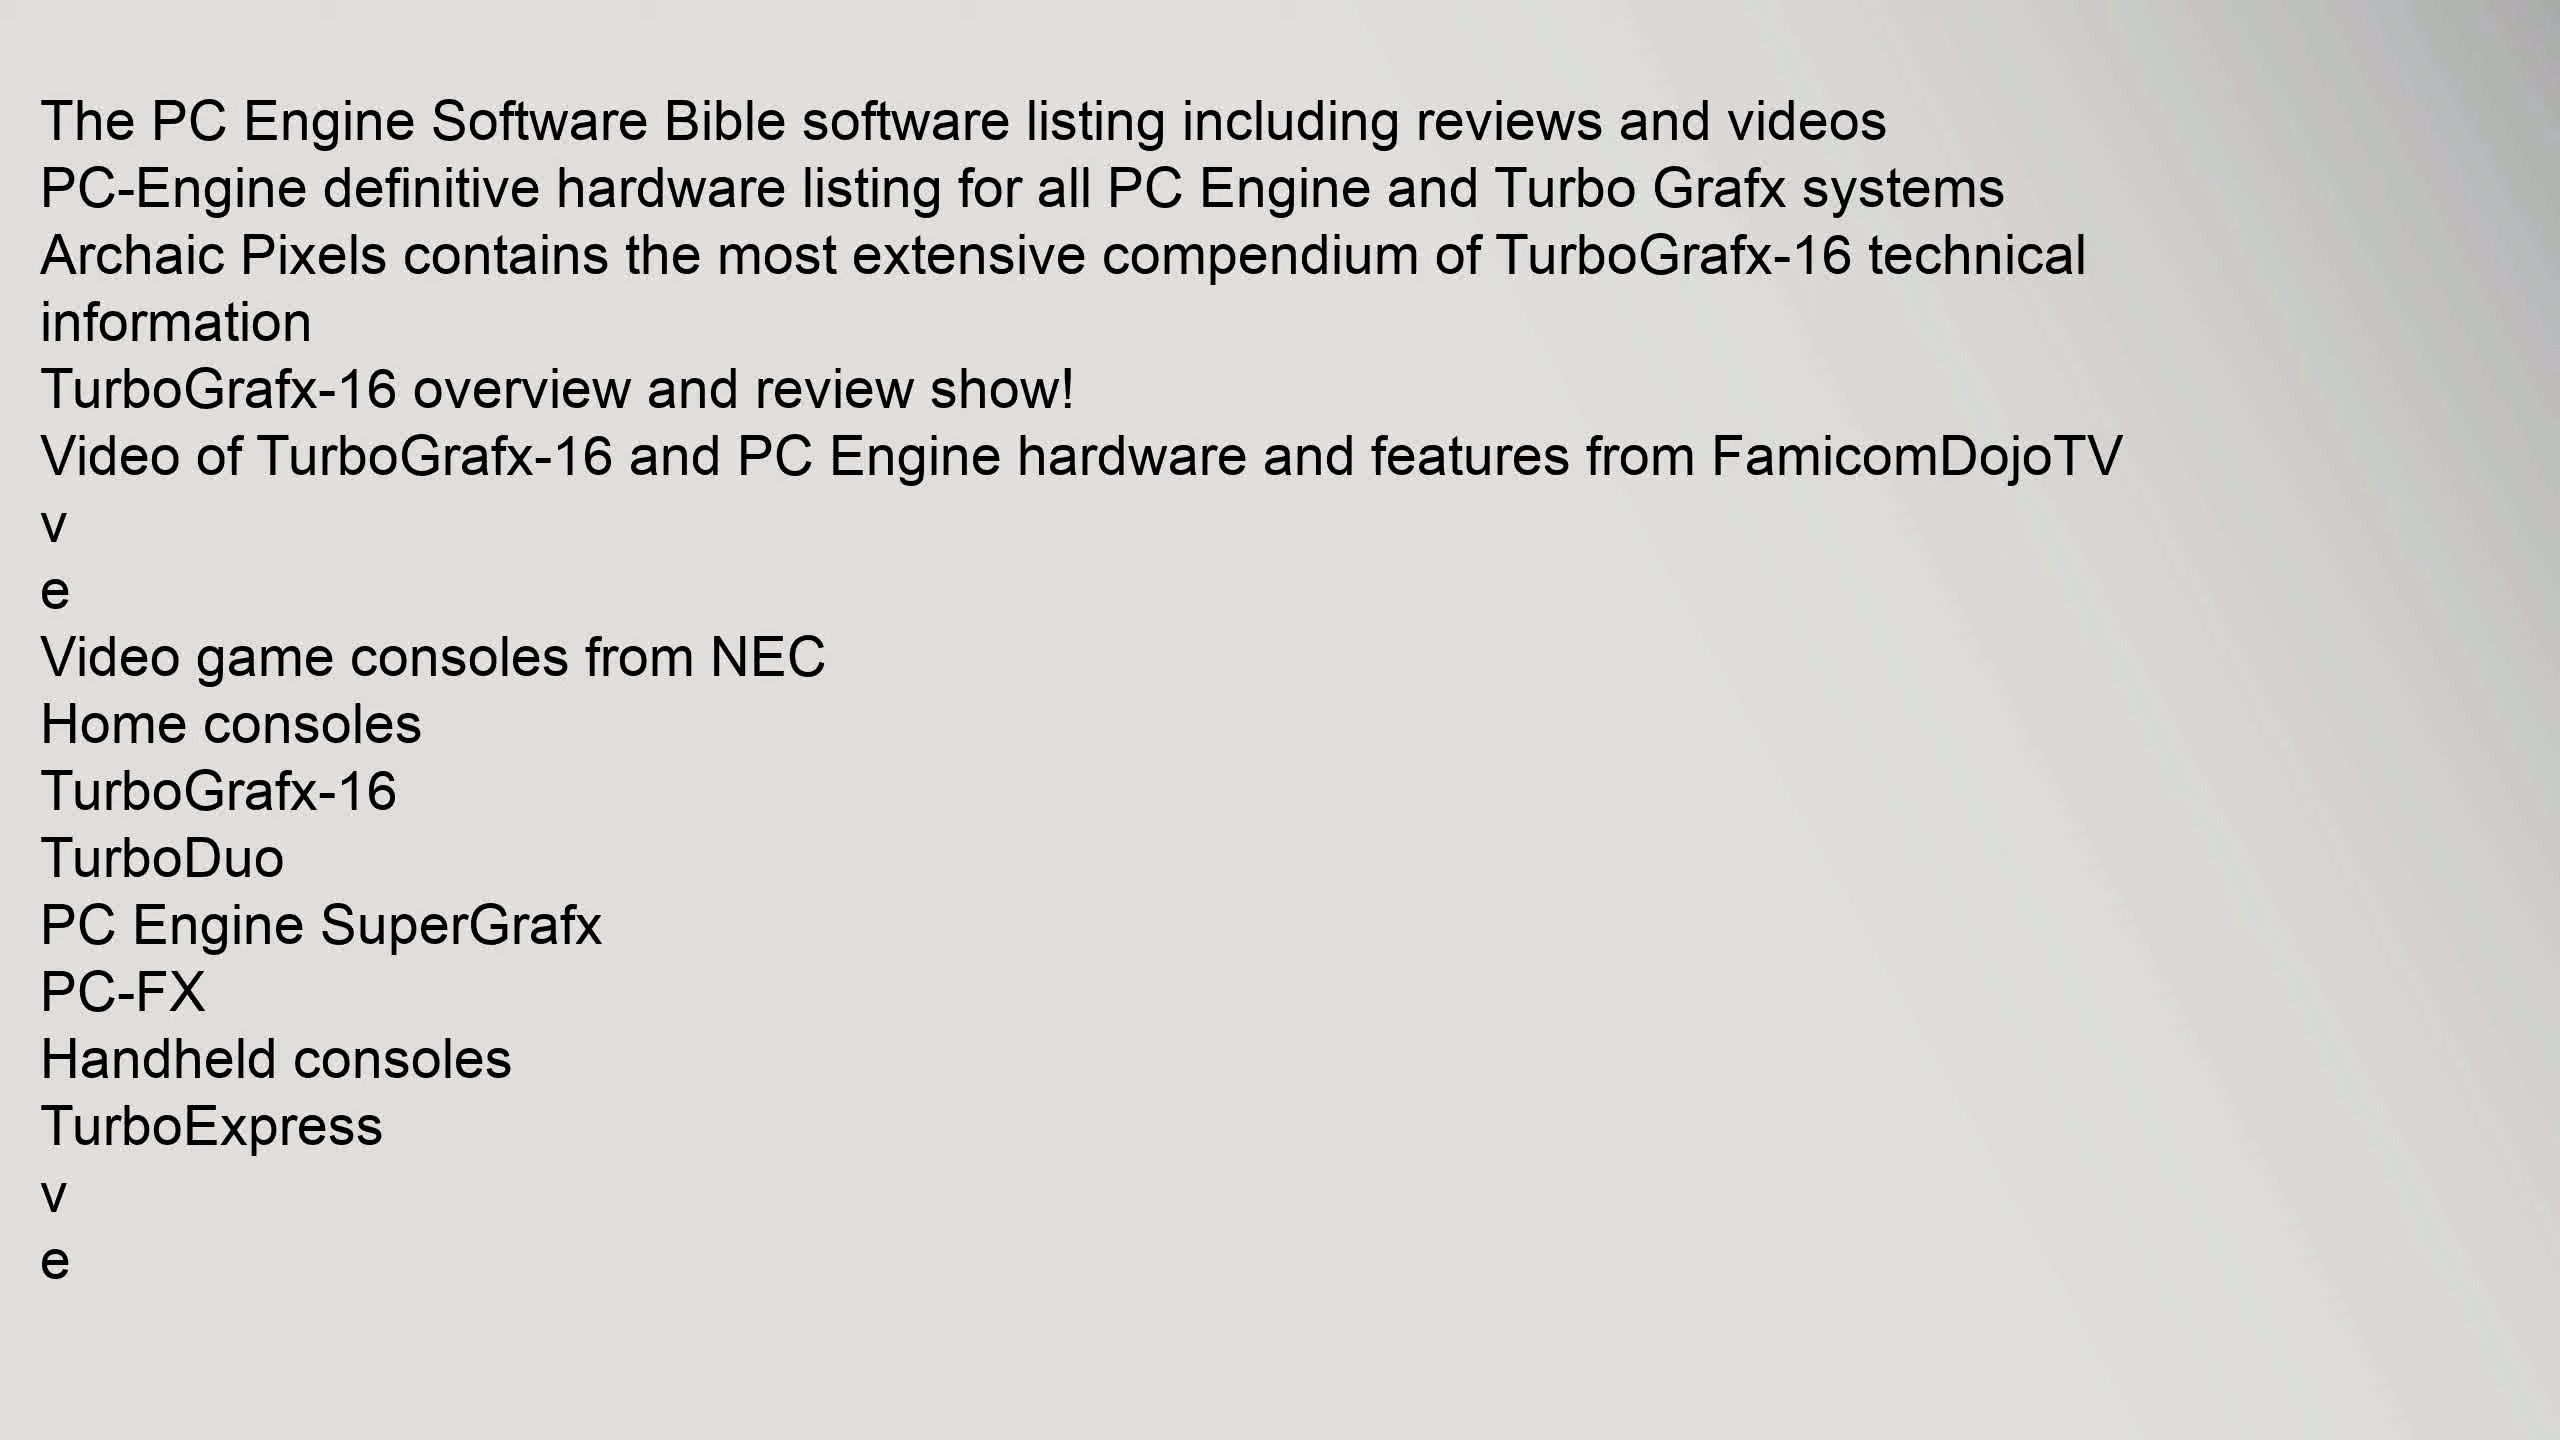 The PC Engine Software Bible software listing including reviews and videos
PC-Engine definitive hardware listing for all PC Engine and Turbo Grafx systems
Archaic Pixels contains the most extensive compendium of TurboGrafx-16 technical
information
TurboGrafx-16 overview and review show!
Video of TurboGrafx-16 and PC Engine hardware and features from FamicomDojoTV
v
e
Video game consoles from NEC
Home consoles
TurboGrafx-16
TurboDuo
PC Engine SuperGrafx
PC-FX
Handheld consoles
TurboExpress
v
e